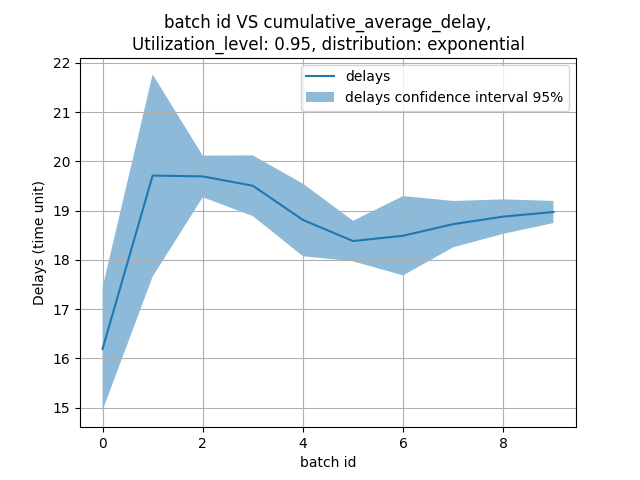 batch id VS cumulative_average_delay,
Utilization_level: 0.95, distribution: exponential
delays
delays confidence interval 95%
Delays (time unit)
22
21
20
19
18
17
16
15
0 2 4 6 8
batch id